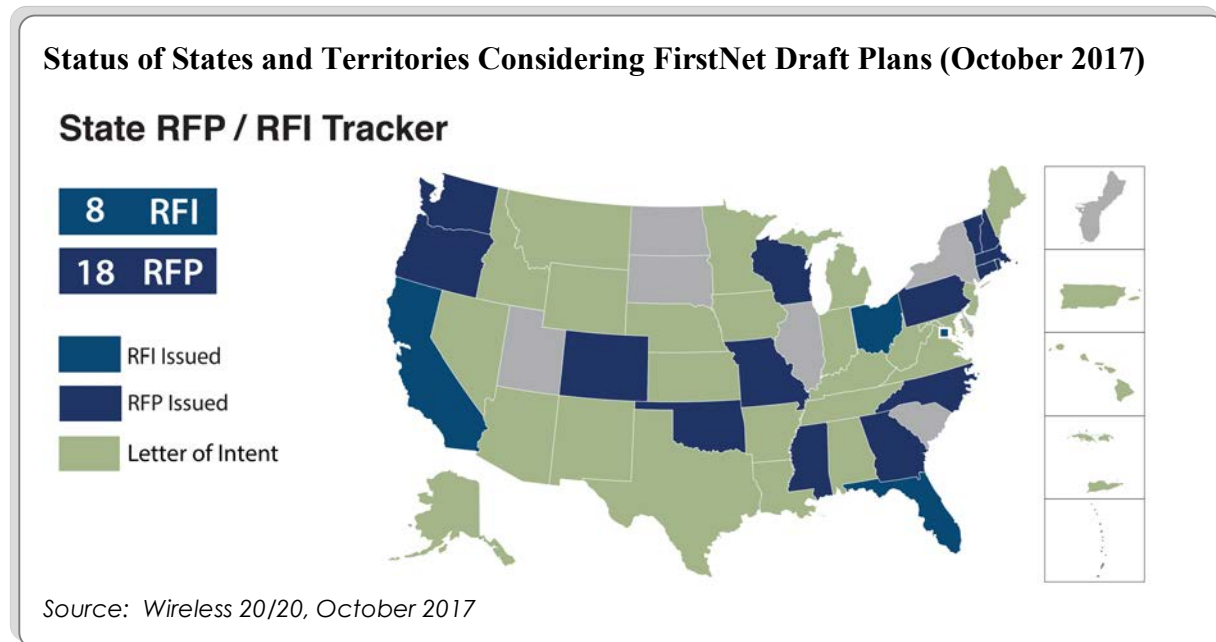 Status of States and Territories Considering FirstNet Draft Plans (October 2017)
State RFP / RFI Tracker
8 RFI
18 RFP
RFI Issued
RFP Issued
Letter of Intent
Source: Wireless 20/20, October 2017